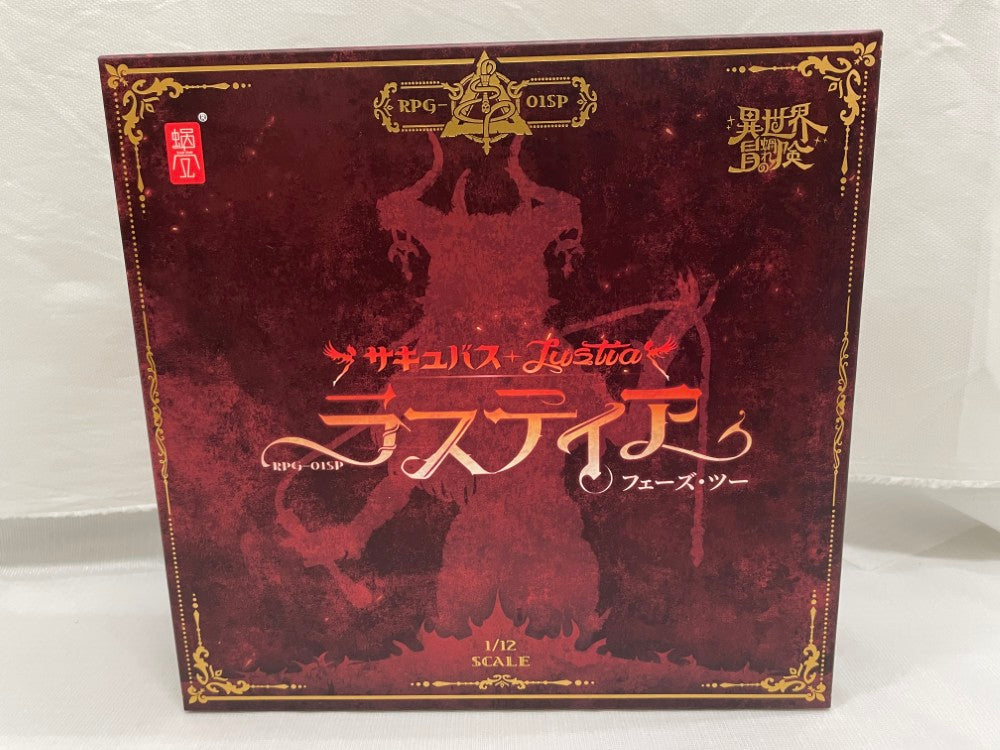 RPG-01SP
蝸之殼®
異世界
冒険の
サキュバス+Lustia
ラスティア
RPG-01SP
フェーズ・ツー
1/12
SCALE